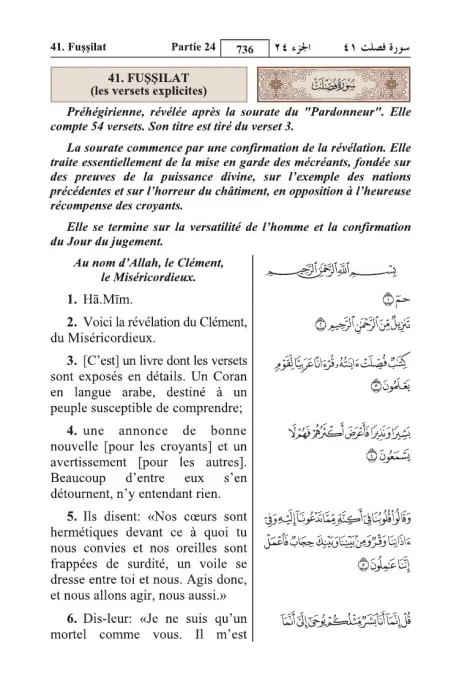 41. Fuṣṣilat Partie 24 736 الجزء ٢٤ سورة فصلت ٤١
41. FUṢṢILAT
(les versets explicites)
سُورَةُ فُصِّلَتْ
Préhégirienne, révélée après la sourate du "Pardonneur". Elle
compte 54 versets. Son titre est tiré du verset 3.
La sourate commence par une confirmation de la révélation. Elle
traite essentiellement de la mise en garde des mécréants, fondée sur
des preuves de la puissance divine, sur l'exemple des nations
précédentes et sur l'horreur du châtiment, en opposition à l'heureuse
récompense des croyants.
Elle se termine sur la versatilité de l'homme et la confirmation
du Jour du jugement.
Au nom d'Allah, le Clément,
le Miséricordieux.
1. Hā.Mīm.
2. Voici la révélation du Clément,
du Miséricordieux.
3. [C'est] un livre dont les versets
sont exposés en détails. Un Coran
en langue arabe, destiné à un
peuple susceptible de comprendre;
4. une annonce de bonne
nouvelle [pour les croyants] et un
avertissement [pour les autres].
Beaucoup d'entre eux s'en
détournent, n'y entendant rien.
5. Ils disent: «Nos cœurs sont
hermétiques devant ce à quoi tu
nous convies et nos oreilles sont
frappées de surdité, un voile se
dresse entre toi et nous. Agis donc,
et nous allons agir, nous aussi.»
6. Dis-leur: «Je ne suis qu'un
mortel comme vous. Il m'est
بِسْمِ اللَّهِ الرَّحْمَٰنِ الرَّحِيمِ
حمٓ ۝١
تَنزِيلٌ مِّنَ الرَّحْمَٰنِ الرَّحِيمِ ۝٢
كِتَٰبٌ فُصِّلَتْ ءَايَٰتُهُۥ قُرْءَانًا عَرَبِيًّا لِّقَوْمٍ
يَعْلَمُونَ ۝٣
بَشِيرًا وَنَذِيرًا فَأَعْرَضَ أَكْثَرُهُمْ فَهُمْ لَا
يَسْمَعُونَ ۝٤
وَقَالُوا۟ قُلُوبُنَا فِىٓ أَكِنَّةٍ مِّمَّا تَدْعُونَآ إِلَيْهِ وَفِىٓ
ءَاذَانِنَا وَقْرٌ وَمِنۢ بَيْنِنَا وَبَيْنِكَ حِجَابٌ فَٱعْمَلْ
إِنَّنَا عَٰمِلُونَ ۝٥
قُلْ إِنَّمَآ أَنَا۠ بَشَرٌ مِّثْلُكُمْ يُوحَىٰٓ إِلَىَّ أَنَّمَآ